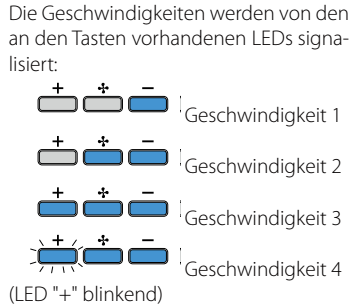 Die Geschwindigkeiten werden von den
an den Tasten vorhandenen LEDs signa-
lisiert:
+ –
Geschwindigkeit 1
+ –
Geschwindigkeit 2
+ –
Geschwindigkeit 3
+ –
Geschwindigkeit 4
(LED "+" blinkend)